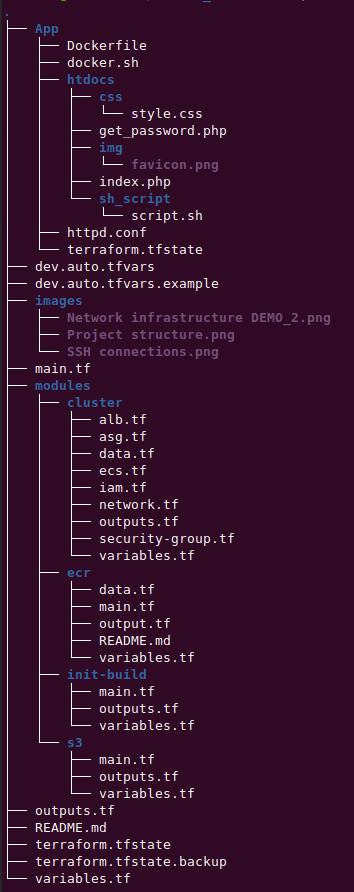 .
├── App
│   ├── Dockerfile
│   ├── docker.sh
│   ├── htdocs
│   │   ├── css
│   │   │   └── style.css
│   │   ├── get_password.php
│   │   ├── img
│   │   │   └── favicon.png
│   │   ├── index.php
│   │   └── sh_script
│   │       └── script.sh
│   ├── httpd.conf
│   └── terraform.tfstate
├── dev.auto.tfvars
├── dev.auto.tfvars.example
├── images
│   ├── Network infrastructure DEMO_2.png
│   ├── Project structure.png
│   └── SSH connections.png
├── main.tf
├── modules
│   ├── cluster
│   │   ├── alb.tf
│   │   ├── asg.tf
│   │   ├── data.tf
│   │   ├── ecs.tf
│   │   ├── iam.tf
│   │   ├── network.tf
│   │   ├── outputs.tf
│   │   ├── security-group.tf
│   │   └── variables.tf
│   ├── ecr
│   │   ├── data.tf
│   │   ├── main.tf
│   │   ├── output.tf
│   │   ├── README.md
│   │   └── variables.tf
│   ├── init-build
│   │   ├── main.tf
│   │   ├── outputs.tf
│   │   └── variables.tf
│   └── s3
│       ├── main.tf
│       ├── outputs.tf
│       └── variables.tf
├── outputs.tf
├── README.md
├── terraform.tfstate
├── terraform.tfstate.backup
└── variables.tf